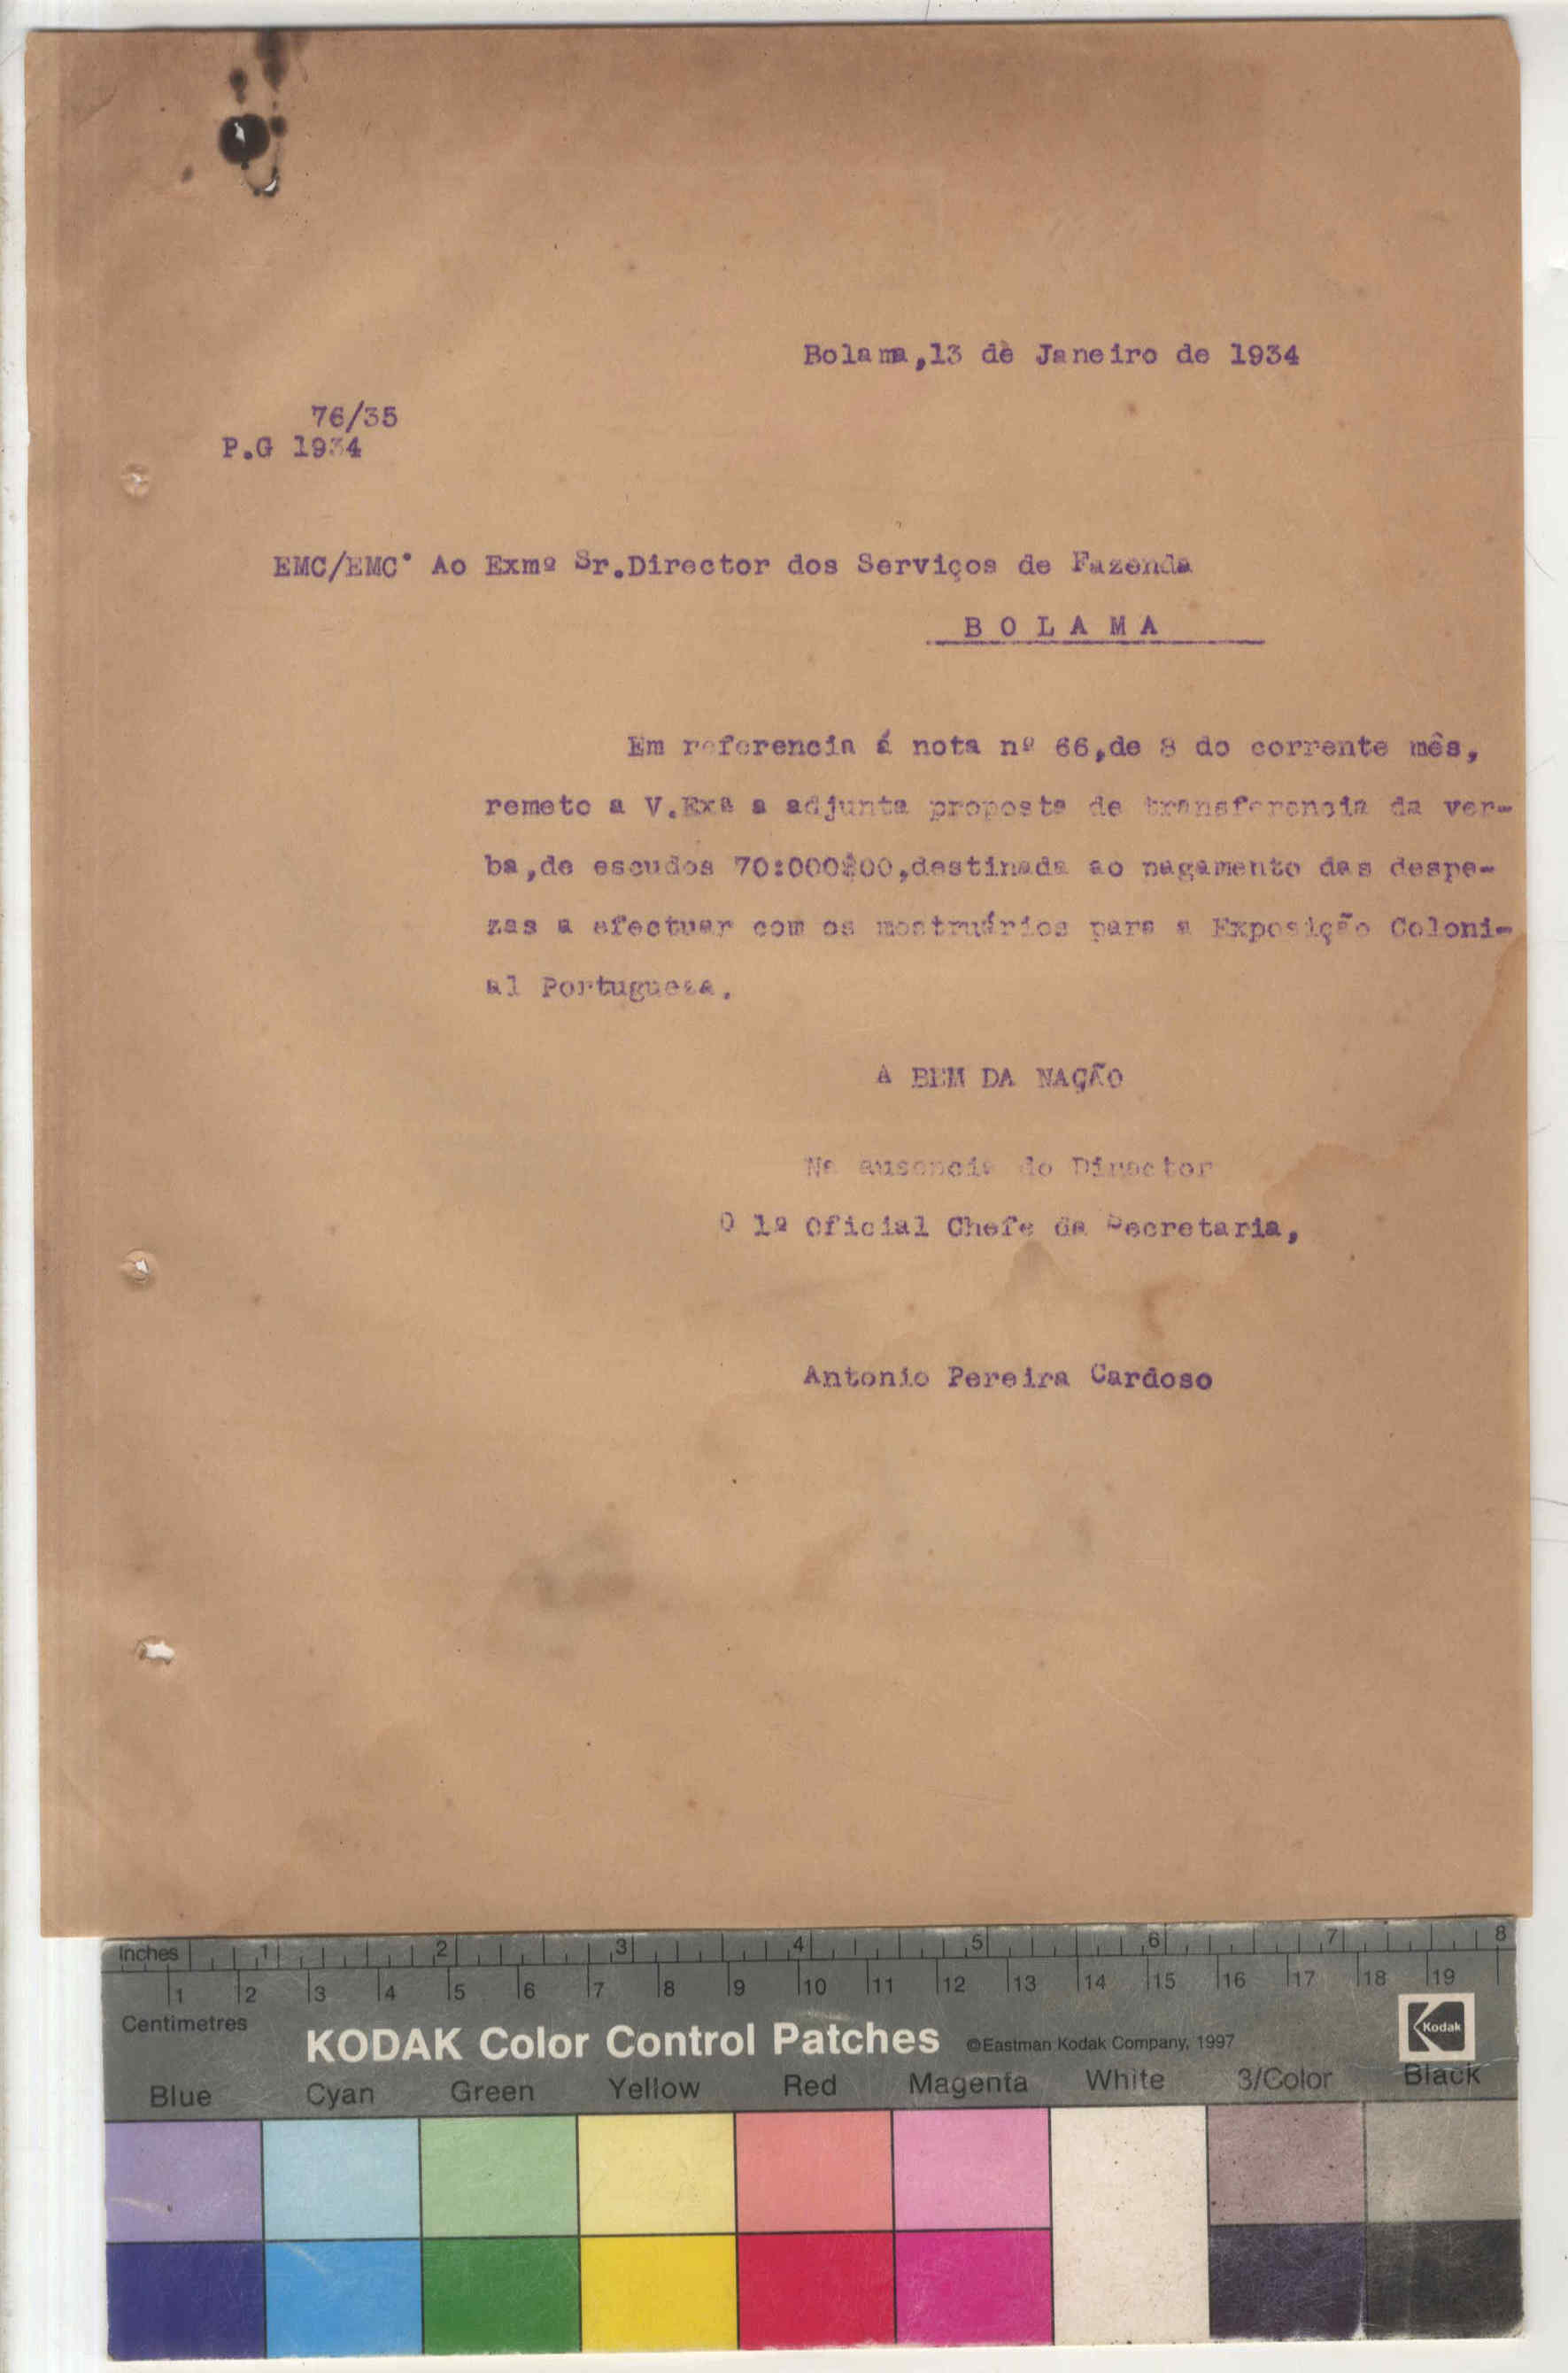 Bolama,13 de Janeiro de 1934
76/35
P.G 1934
EMC/EMC° Ao Exmº Sr.Director dos Serviços de Fazenda
B O L A M A
Em referencia á nota nº 66,de 8 do corrente mês,
remeto a V.Exª a adjunta proposta de transferencia da ver-
ba,de escudos 70:000$00,destinada ao pagamento das despe-
zas a efectuar com os mostruários para a Exposição Coloni-
al Portuguesa.
A BEM DA NAÇÃO
Na ausencia do Director
O 1º Oficial Chefe da Secretaria,
Antonio Pereira Cardoso
Inches 1 2 3 4 5 6 7 8
1 2 3 4 5 6 7 8 9 10 11 12 13 14 15 16 17 18 19
Centimetres
KODAK Color Control Patches ©Eastman Kodak Company, 1997 Kodak
Blue Cyan Green Yellow Red Magenta White 3/Color Black